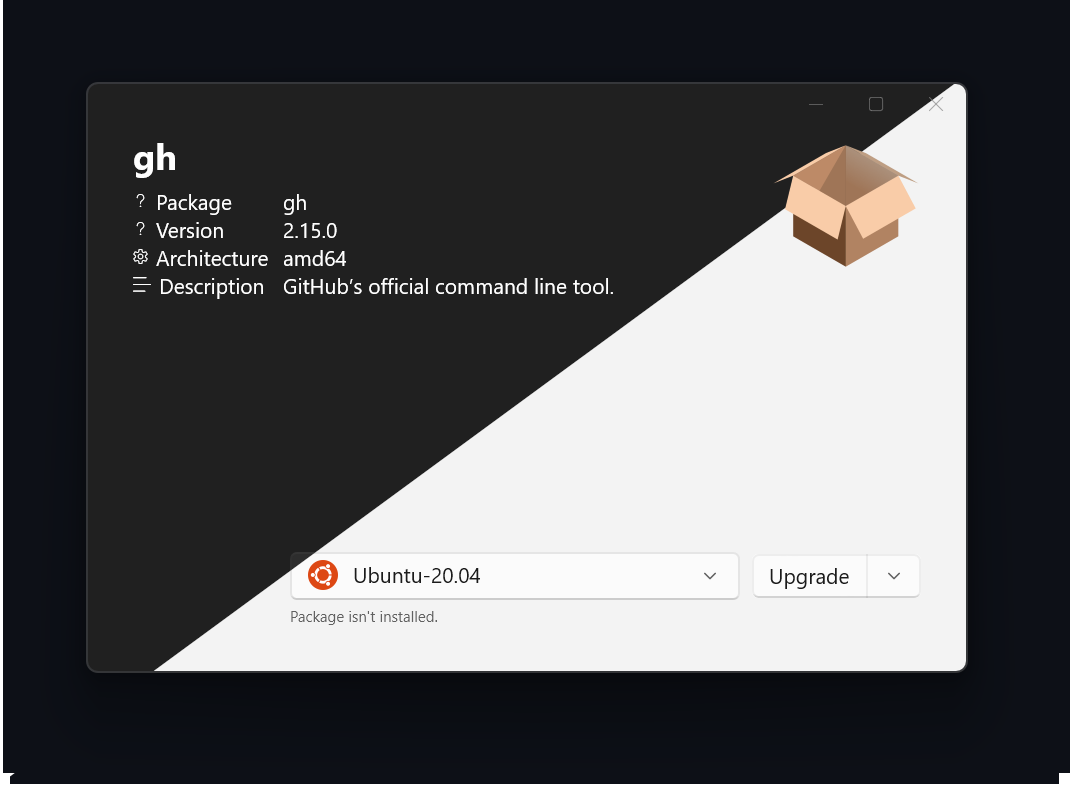 gh
? Package gh
? Version 2.15.0
Architecture amd64
Description GitHub’s official command line tool.
Ubuntu-20.04
Upgrade
Package isn't installed.